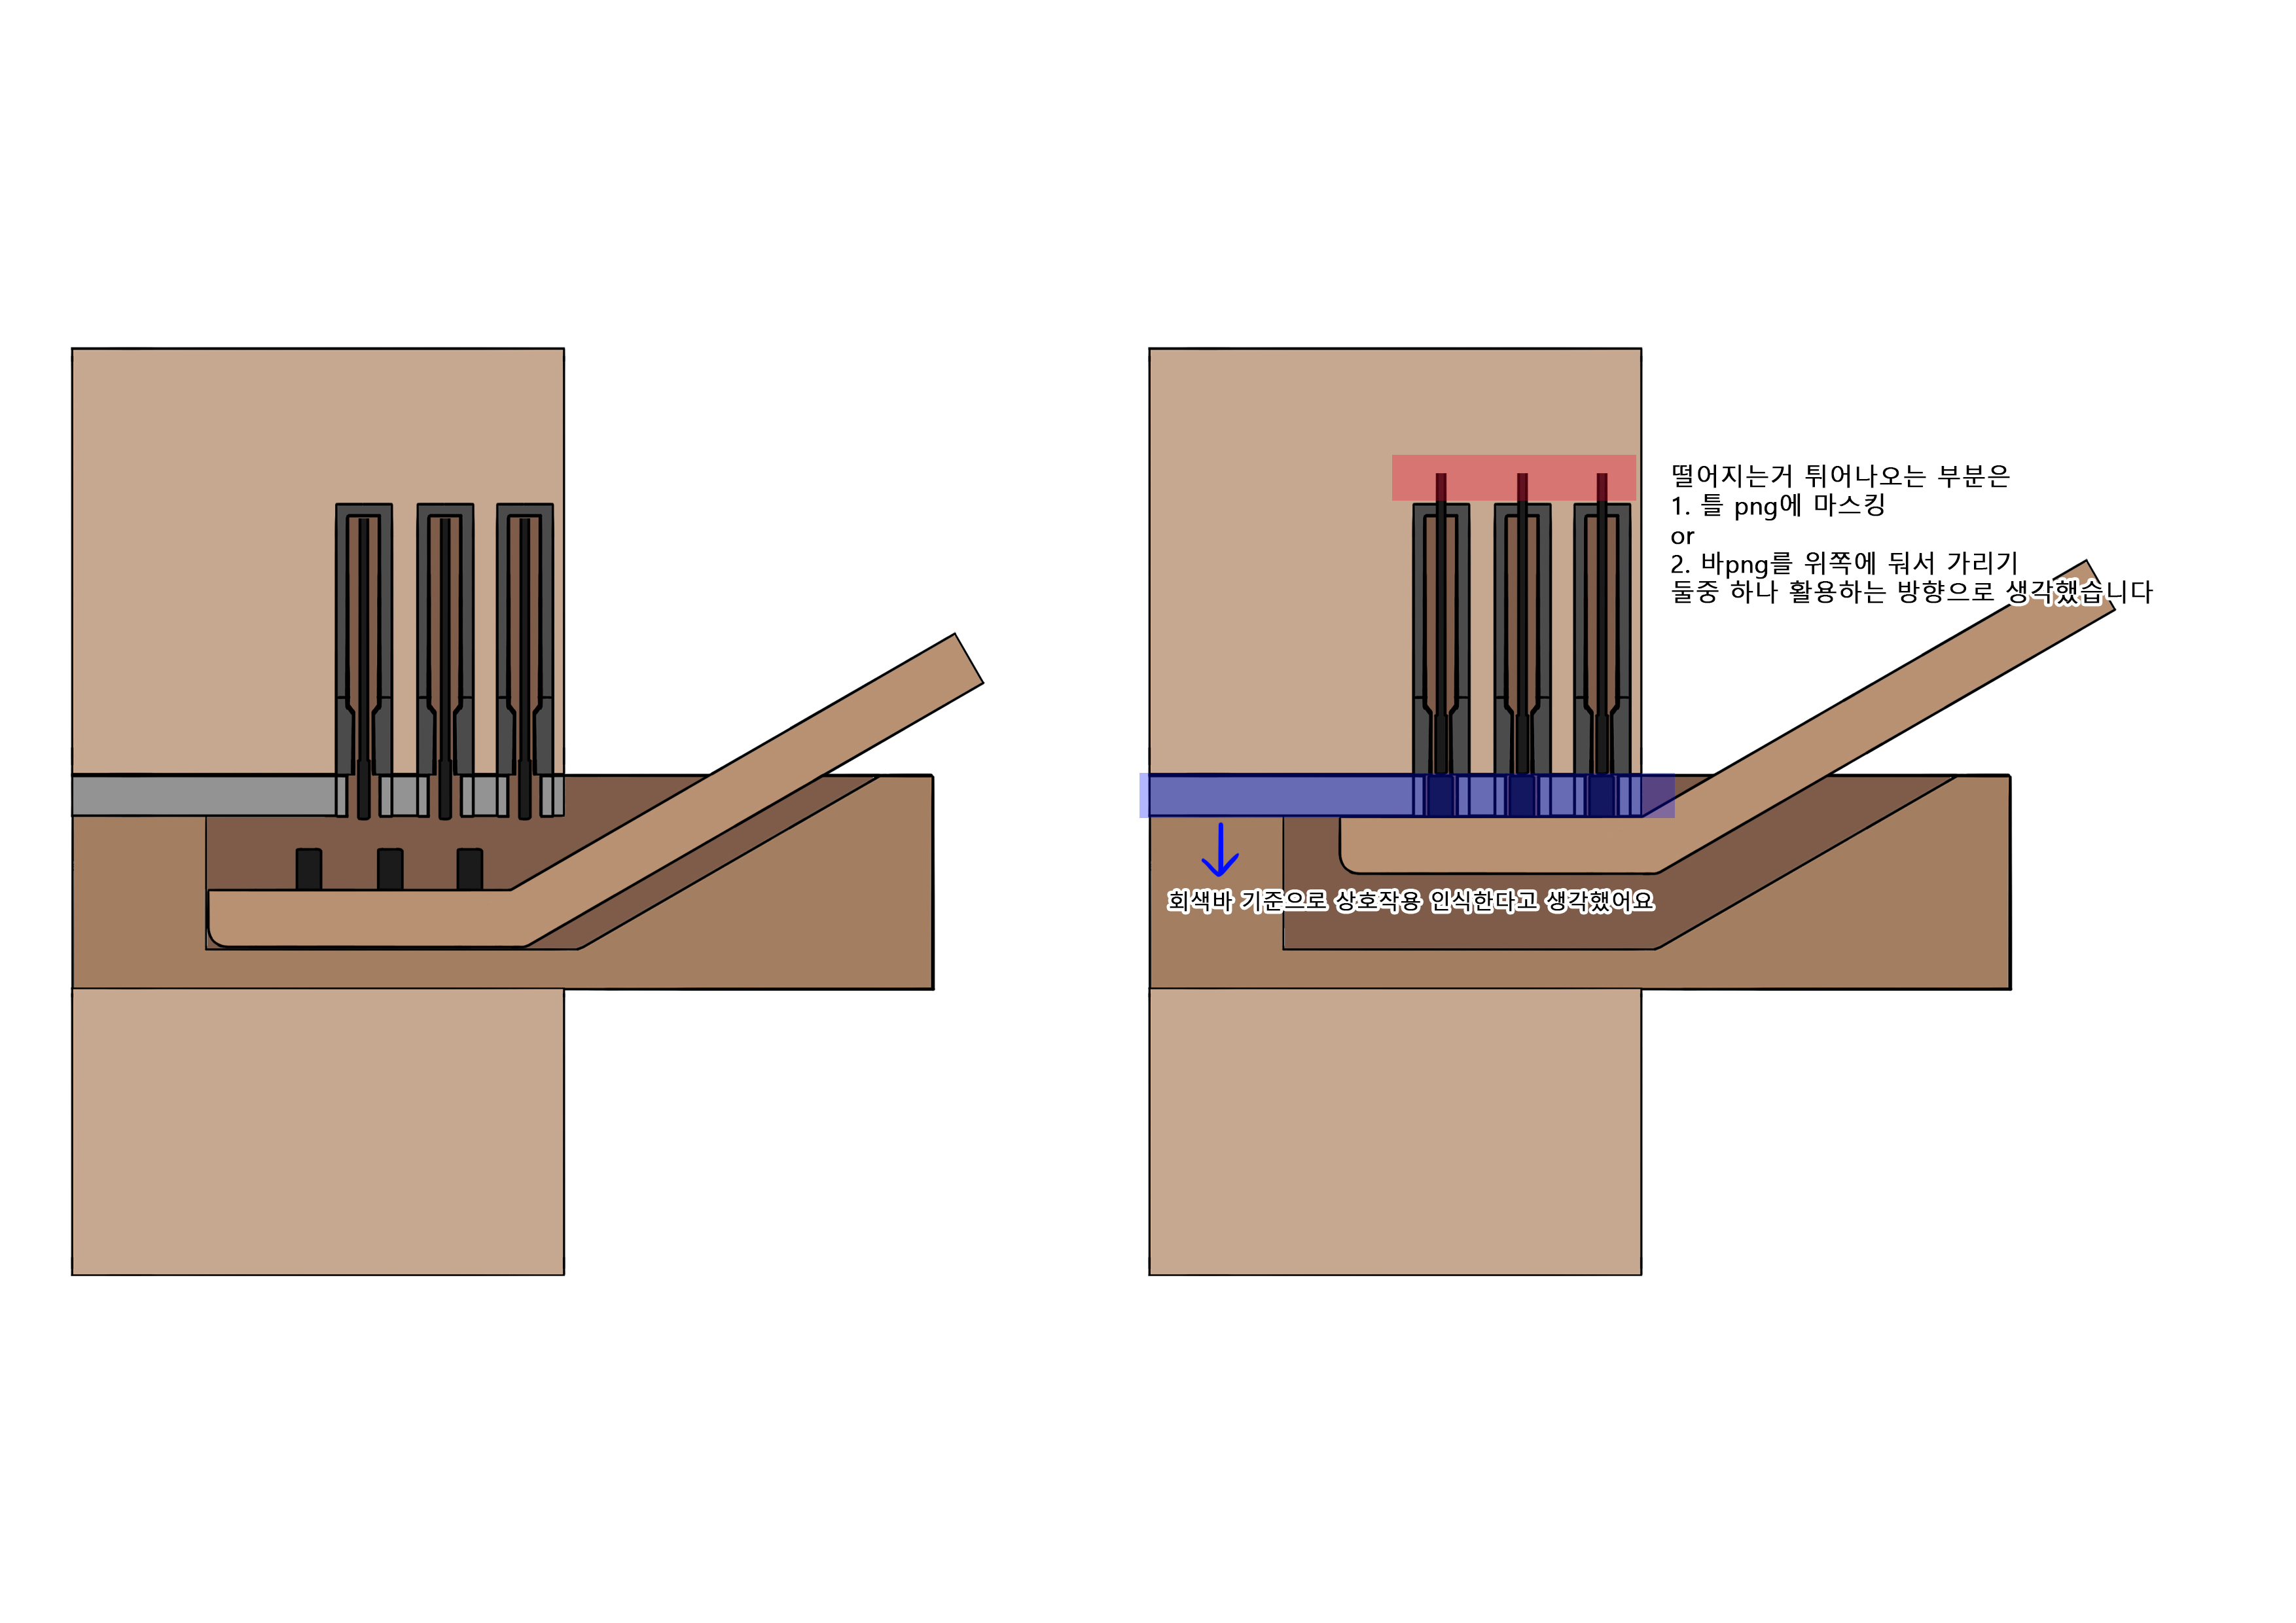 떨어지는거 튀어나오는 부분은
1. 틀 png에 마스킹
or
2. 바png를 위쪽에 둬서 가리기
둘중 하나 활용하는 방향으로 생각했습니다
회색바 기준으로 상호작용 인식한다고 생각했어요